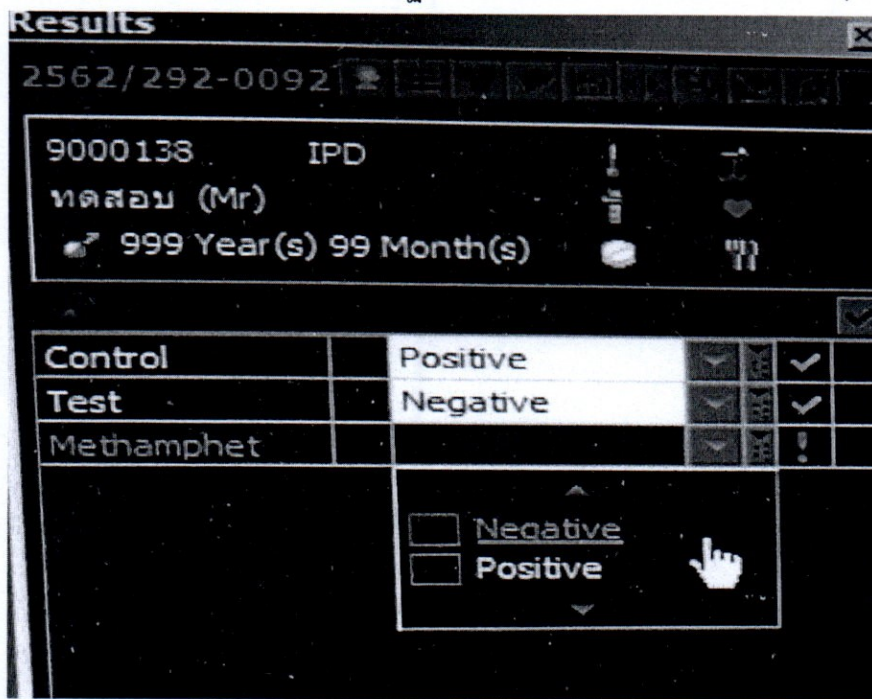 Results
2562/292-0092
9000138 IPD
ทดสอบ (Mr)
999 Year(s) 99 Month(s)
Control Positive
Test Negative
Methamphet
Negative
Positive